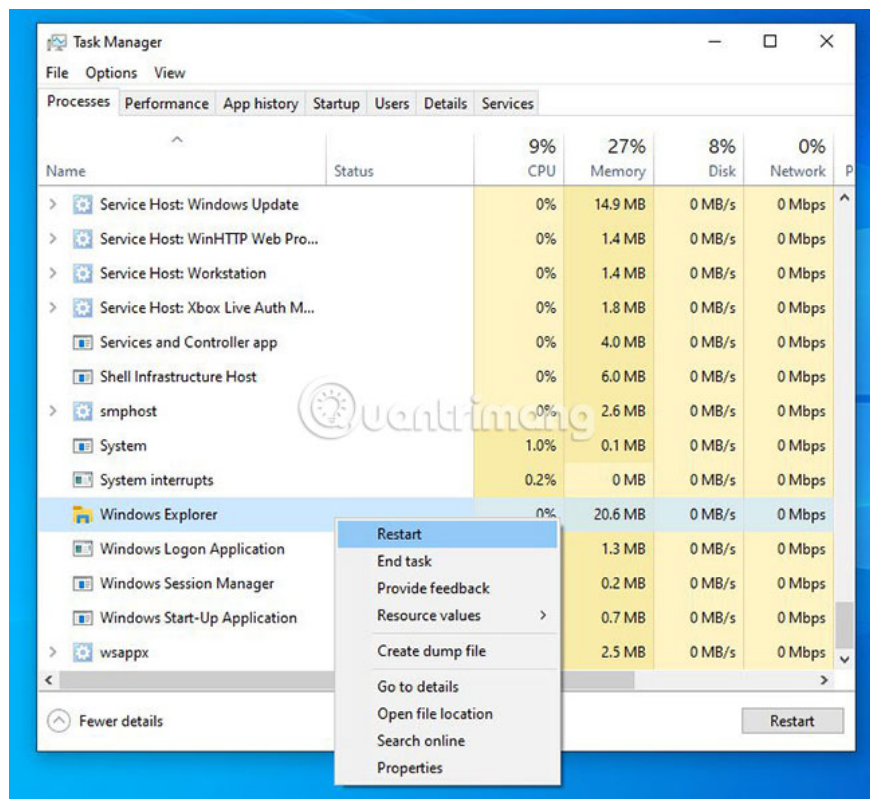 Task Manager
File Options View
Processes Performance App history Startup Users Details Services
9% 27% 8% 0%
Name Status CPU Memory Disk Network P
Service Host: Windows Update 0% 14.9 MB 0 MB/s 0 Mbps
Service Host: WinHTTP Web Pro... 0% 1.4 MB 0 MB/s 0 Mbps
Service Host: Workstation 0% 1.4 MB 0 MB/s 0 Mbps
Service Host: Xbox Live Auth M... 0% 1.8 MB 0 MB/s 0 Mbps
Services and Controller app 0% 4.0 MB 0 MB/s 0 Mbps
Shell Infrastructure Host 0% 6.0 MB 0 MB/s 0 Mbps
smphost 0% 2.6 MB 0 MB/s 0 Mbps
Quantrimang
System 1.0% 0.1 MB 0 MB/s 0 Mbps
System interrupts 0.2% 0 MB 0 MB/s 0 Mbps
Windows Explorer 0% 20.6 MB 0 MB/s 0 Mbps
Windows Logon Application 1.3 MB 0 MB/s 0 Mbps
Windows Session Manager 0.2 MB 0 MB/s 0 Mbps
Windows Start-Up Application 0.7 MB 0 MB/s 0 Mbps
wsappx 2.5 MB 0 MB/s 0 Mbps
Restart
End task
Provide feedback
Resource values
Create dump file
Go to details
Open file location
Search online
Properties
Fewer details Restart